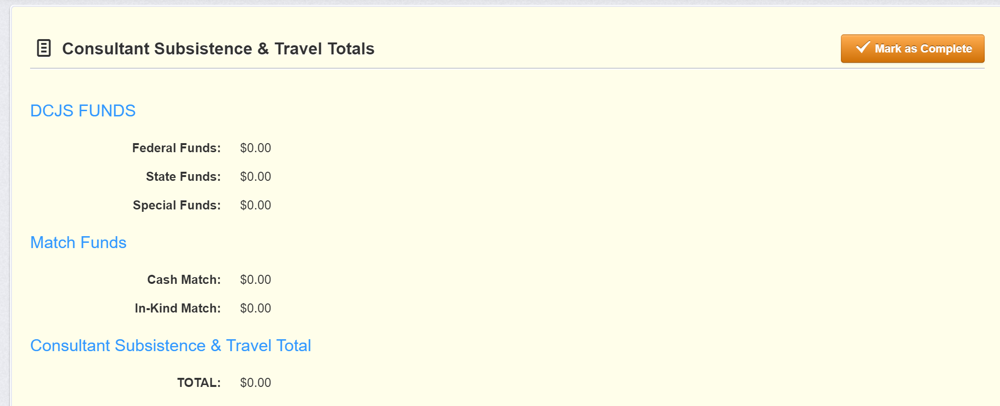 Consultant Subsistence & Travel Totals
Mark as Complete
DCJS FUNDS
Federal Funds: $0.00
State Funds: $0.00
Special Funds: $0.00
Match Funds
Cash Match: $0.00
In-Kind Match: $0.00
Consultant Subsistence & Travel Total
TOTAL: $0.00